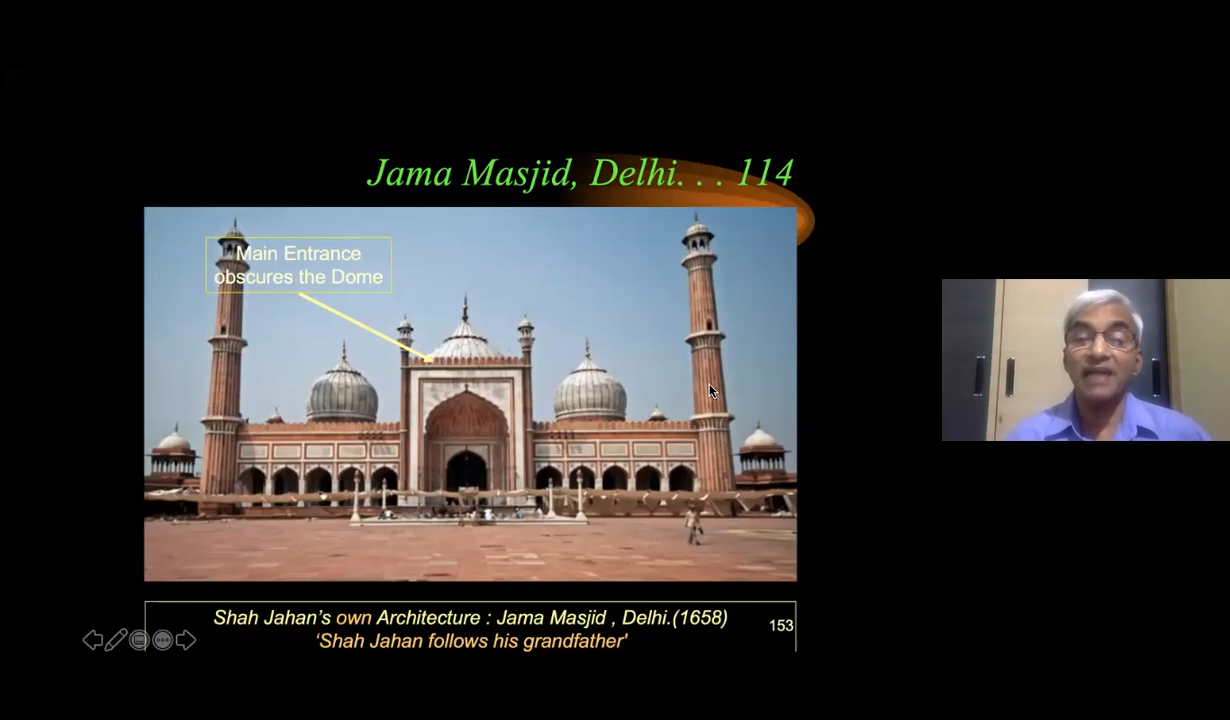 Jama Masjid, Delhi. . . 114
Main Entrance
obscures the Dome
Shah Jahan's own Architecture : Jama Masjid , Delhi.(1658)
153
‘Shah Jahan follows his grandfather'